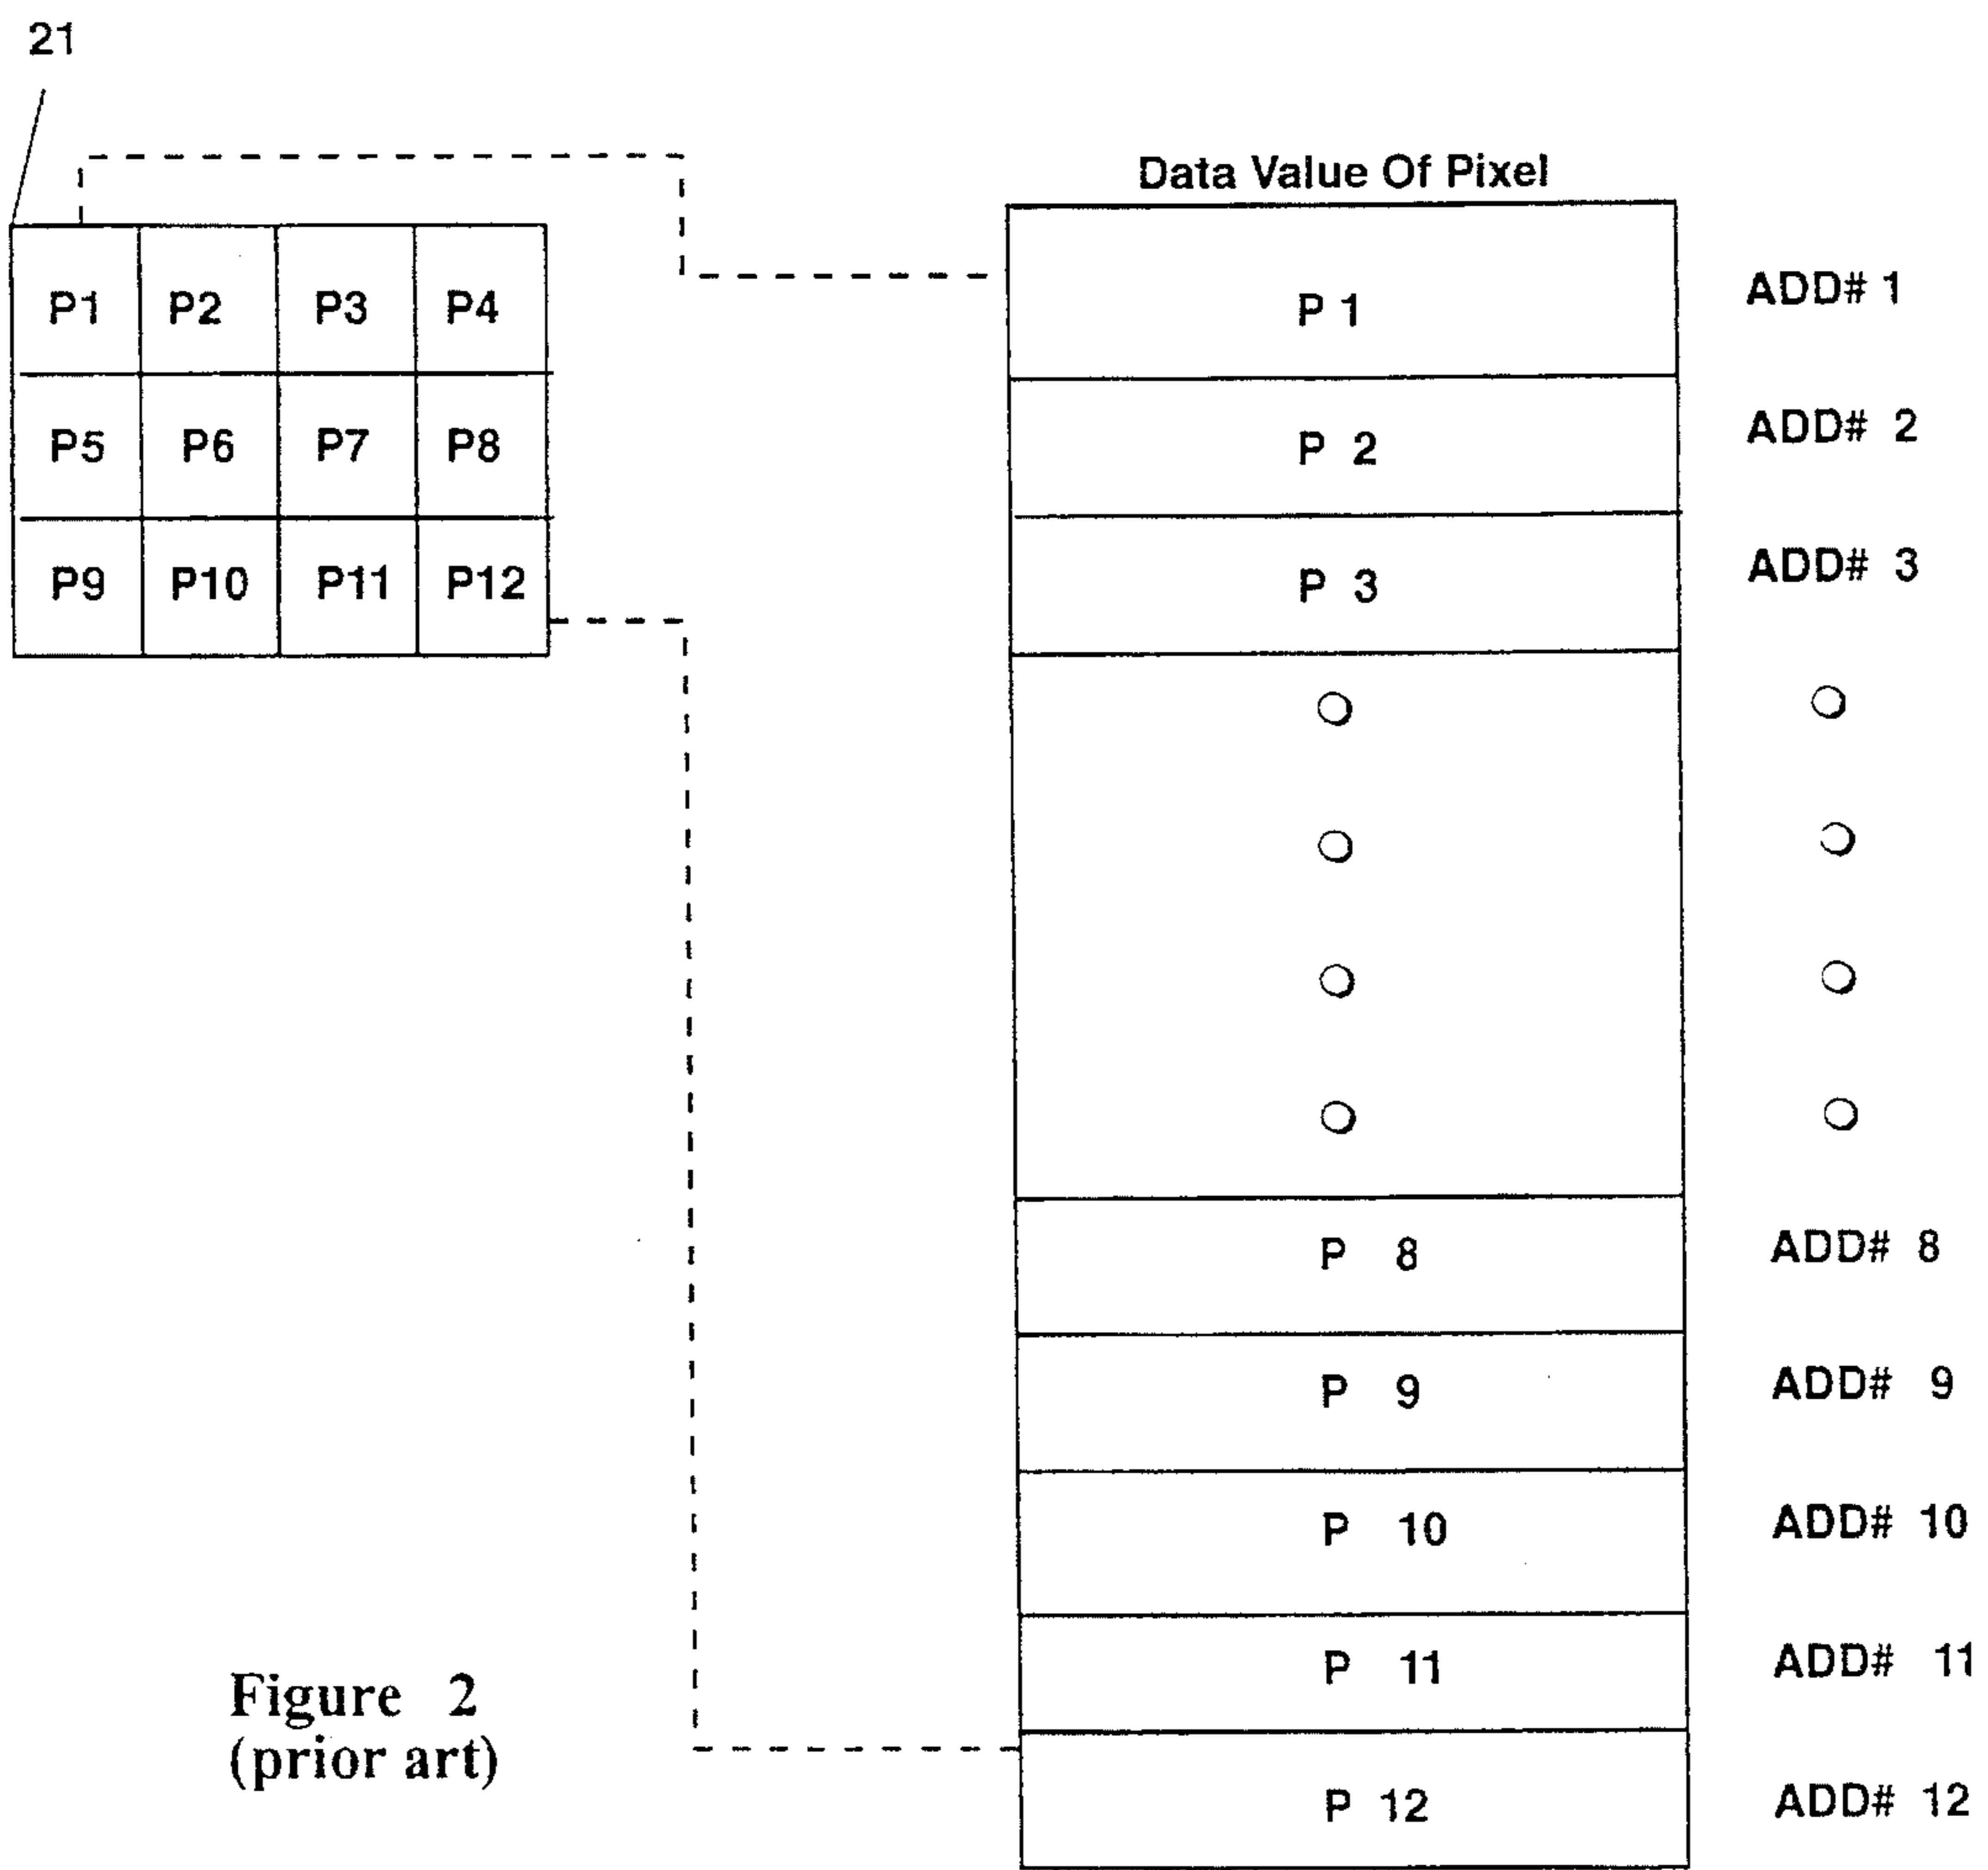 21
Data Value Of Pixel
P1 P2 P3 P4
P5 P6 P7 P8
P9 P10 P11 P12
P 1 ADD# 1
P 2 ADD# 2
P 3 ADD# 3
P 8 ADD# 8
P 9 ADD# 9
P 10 ADD# 10
P 11 ADD# 11
P 12 ADD# 12
Figure 2
(prior art)